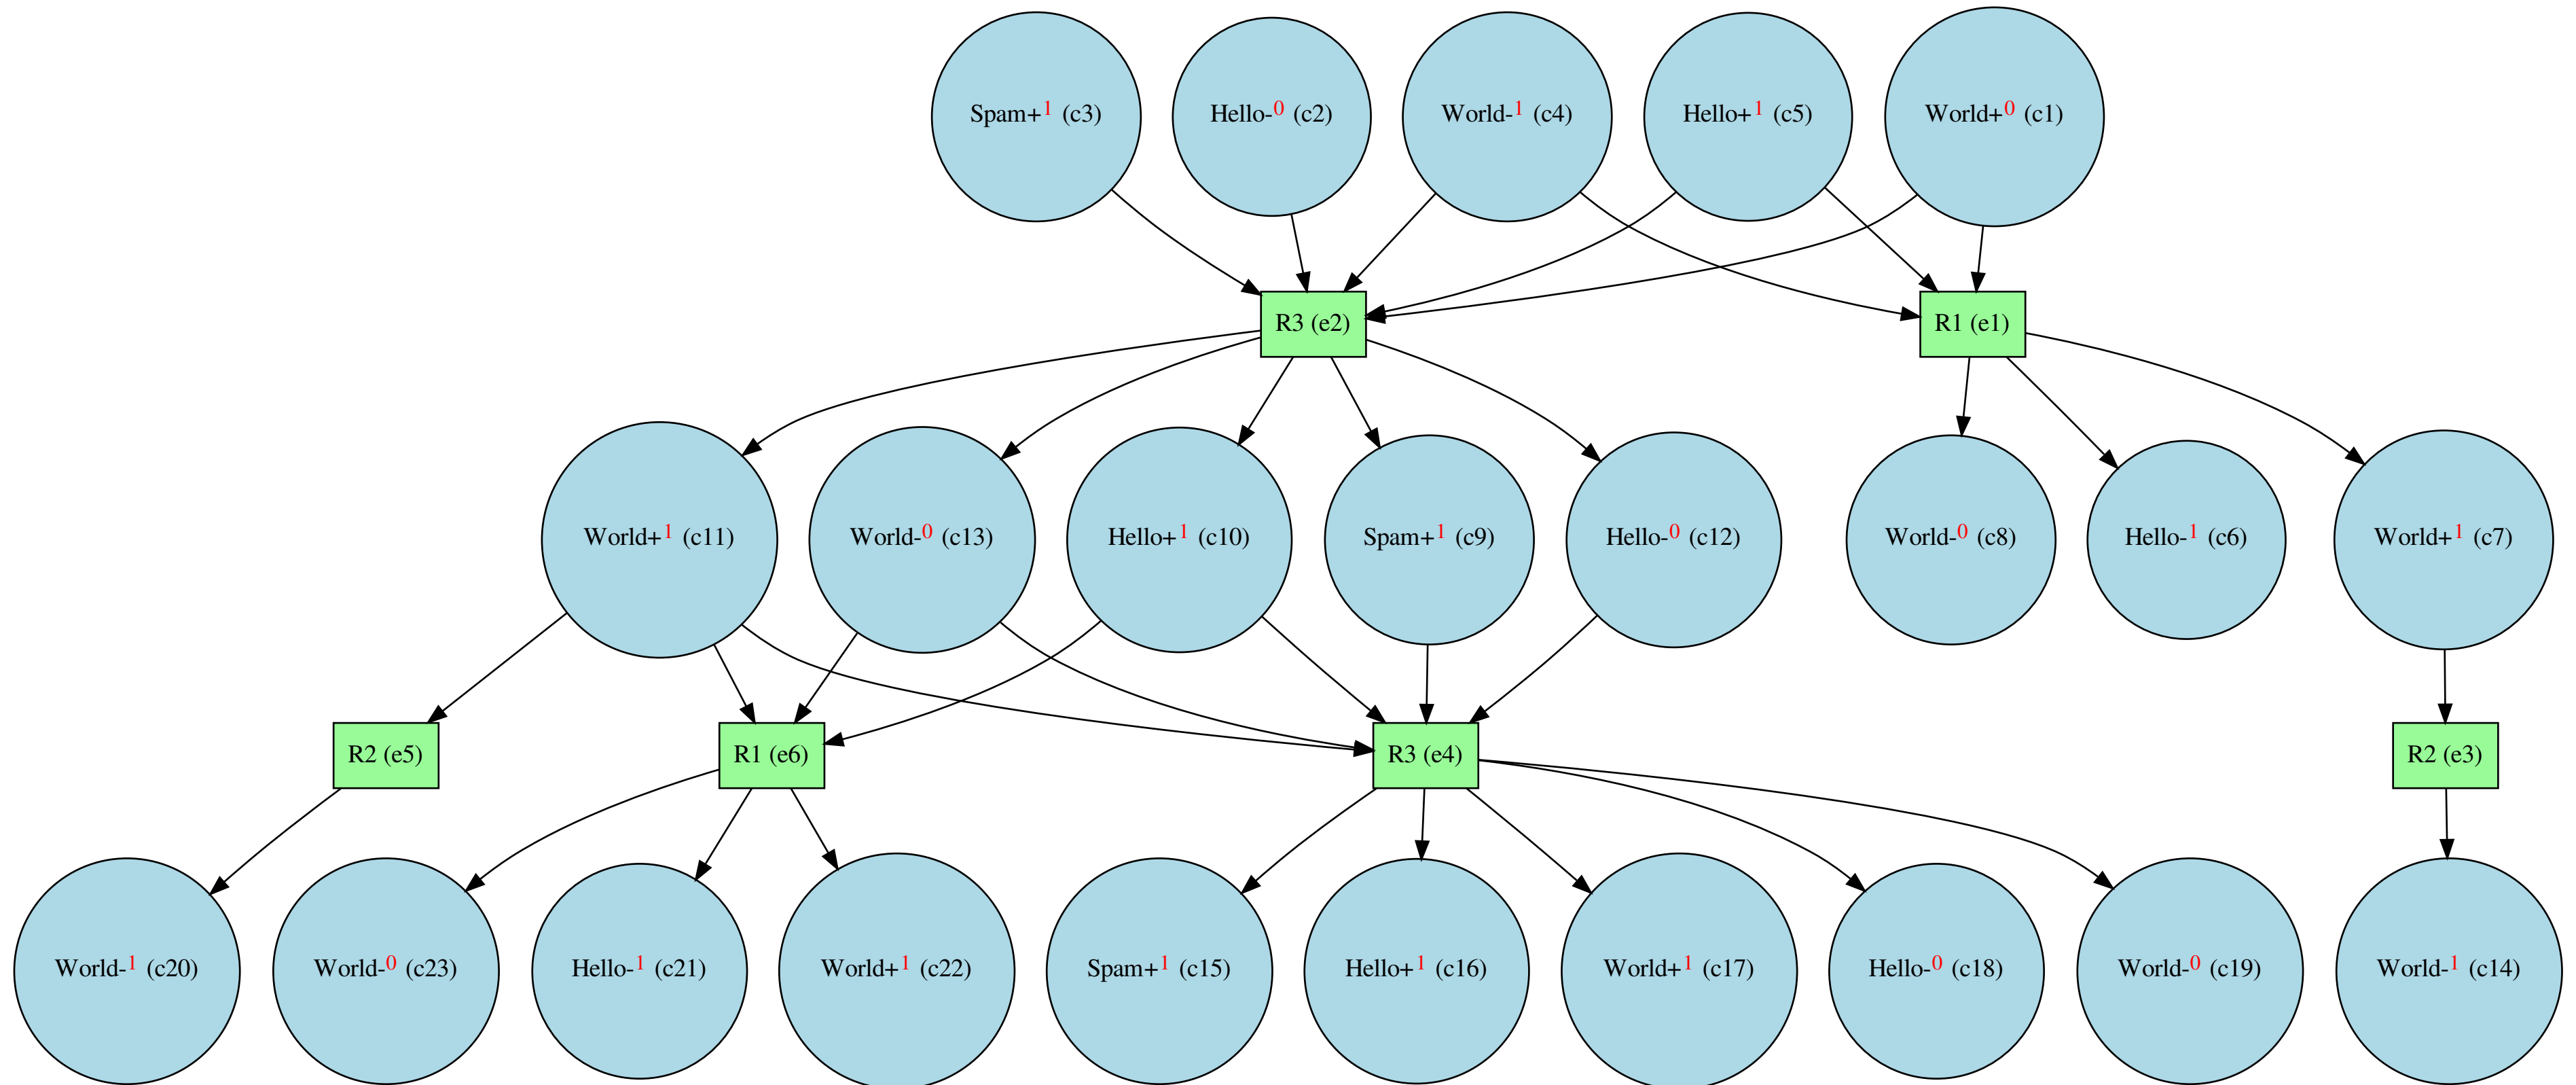 Spam+1 (c3)
Hello-0 (c2)
World-1 (c4)
Hello+1 (c5)
World+0 (c1)
R3 (e2)
R1 (e1)
World+1 (c11)
World-0 (c13)
Hello+1 (c10)
Spam+1 (c9)
Hello-0 (c12)
World-0 (c8)
Hello-1 (c6)
World+1 (c7)
R2 (e5)
R1 (e6)
R3 (e4)
R2 (e3)
World-1 (c20)
World-0 (c23)
Hello-1 (c21)
World+1 (c22)
Spam+1 (c15)
Hello+1 (c16)
World+1 (c17)
Hello-0 (c18)
World-0 (c19)
World-1 (c14)